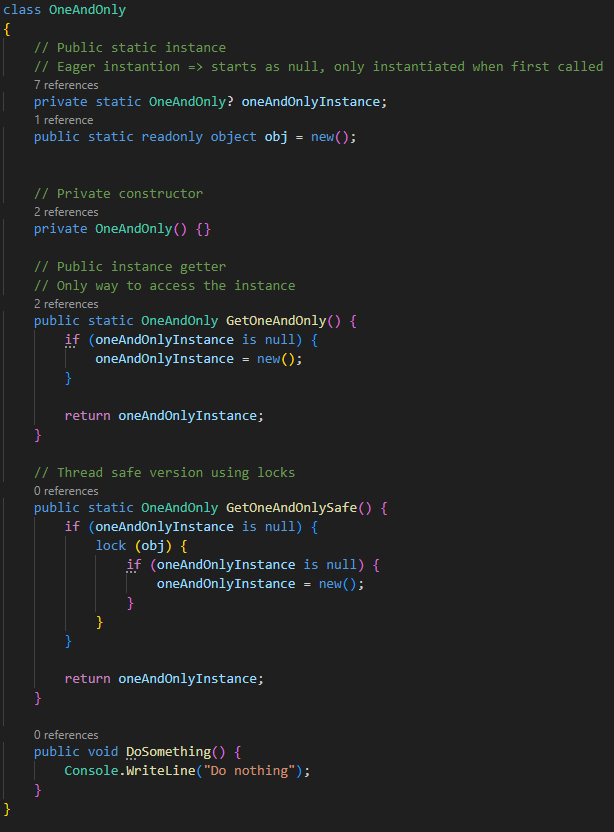 class OneAndOnly
{
// Public static instance
// Eager instantion => starts as null, only instantiated when first called
7 references
private static OneAndOnly? oneAndOnlyInstance;
1 reference
public static readonly object obj = new();
// Private constructor
2 references
private OneAndOnly() {}
// Public instance getter
// Only way to access the instance
2 references
public static OneAndOnly GetOneAndOnly() {
if (oneAndOnlyInstance is null) {
oneAndOnlyInstance = new();
}
return oneAndOnlyInstance;
}
// Thread safe version using locks
0 references
public static OneAndOnly GetOneAndOnlySafe() {
if (oneAndOnlyInstance is null) {
lock (obj) {
if (oneAndOnlyInstance is null) {
oneAndOnlyInstance = new();
}
}
}
return oneAndOnlyInstance;
}
0 references
public void DoSomething() {
Console.WriteLine("Do nothing");
}
}